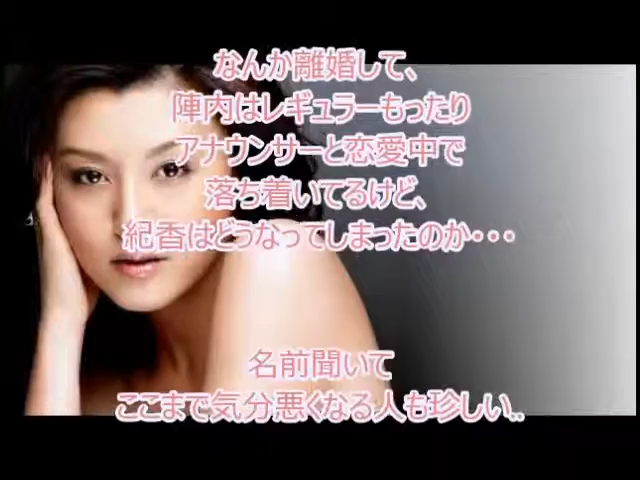 なんか離婚して、
陣内はレギュラーもったり
アナウンサーと恋愛中で
落ち着いてるけど、
紀香はどうなってしまったのか・・・
名前聞いて
ここまで気分悪くなる人も珍しい..